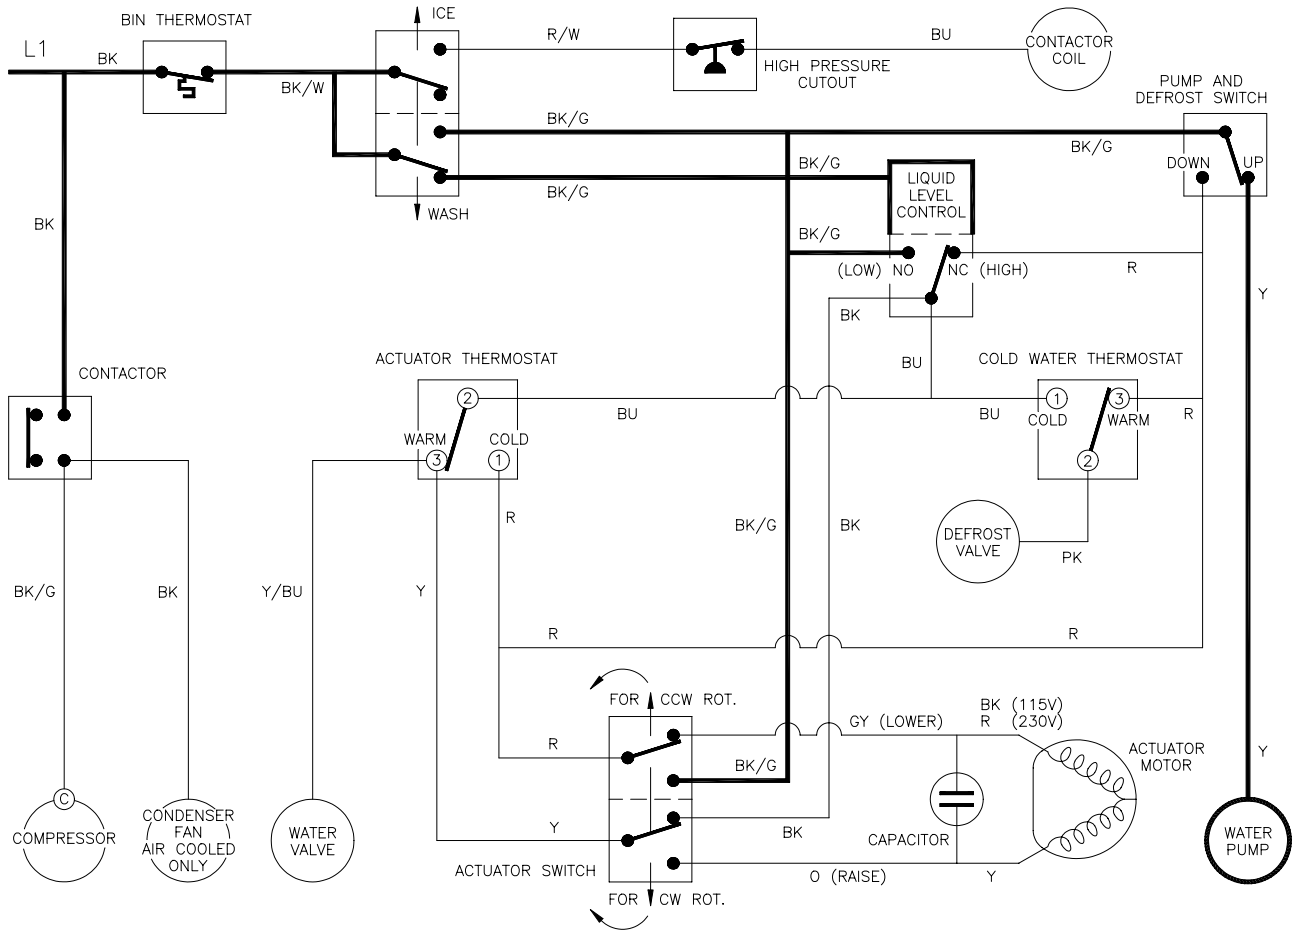 BIN THERMOSTAT
ICE
L1
BK
R/W
BU
CONTACTOR
COIL
HIGH PRESSURE
CUTOUT
BK/W
PUMP AND
DEFROST SWITCH
BK/G
BK/G
BK/G
DOWN
UP
LIQUID
LEVEL
CONTROL
BK/G
WASH
BK
BK/G
(LOW) NO
NC (HIGH)
R
Y
BK
BU
ACTUATOR THERMOSTAT
COLD WATER THERMOSTAT
CONTACTOR
2
BU
BU
1
3
R
COLD
WARM
WARM
COLD
3
1
2
R
BK/G
BK
DEFROST
VALVE
PK
BK/G
BK
Y/BU
Y
R
R
FOR CCW ROT.
BK (115V)
R (230V)
GY (LOWER)
R
BK/G
ACTUATOR
MOTOR
Y
C
COMPRESSOR
CONDENSER
FAN
AIR COOLED
ONLY
WATER
VALVE
Y
BK
CAPACITOR
WATER
PUMP
ACTUATOR SWITCH
O (RAISE)
Y
FOR CW ROT.